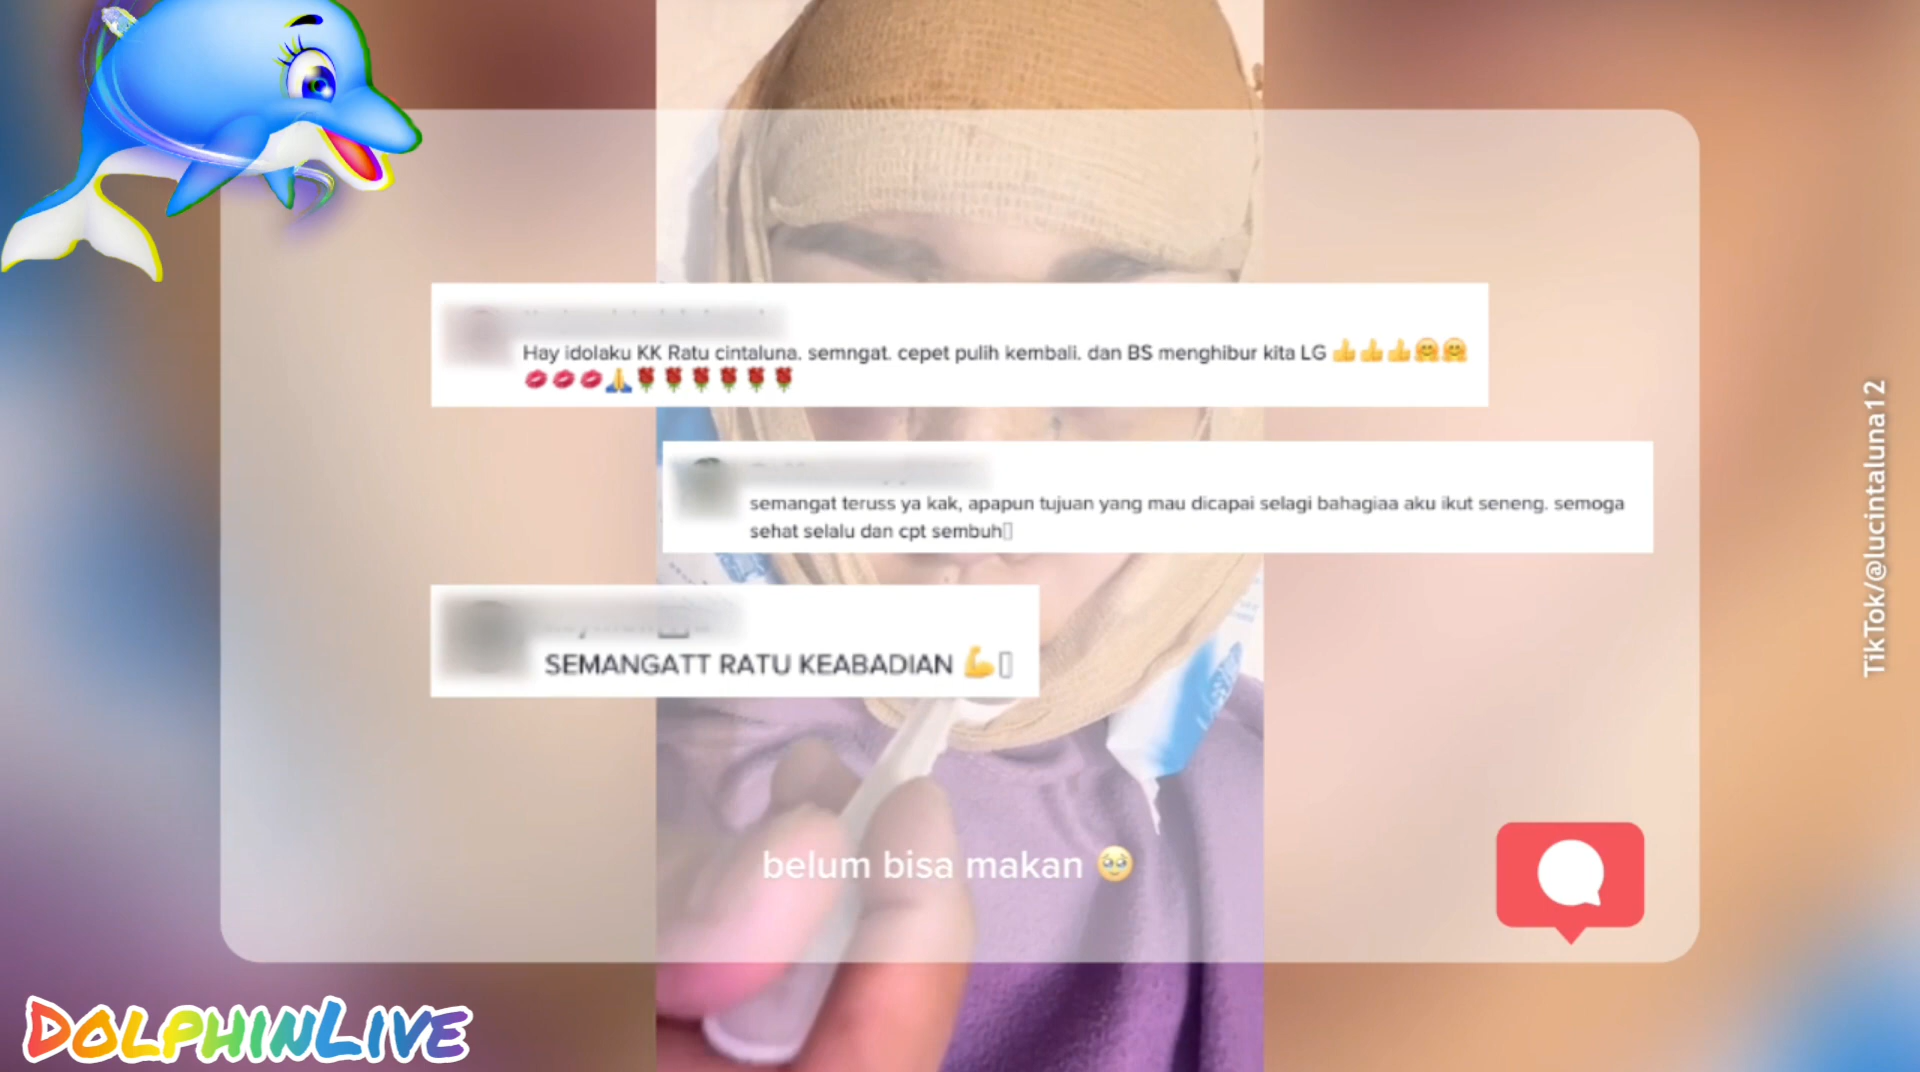 Hay idolaku KK Ratu cintaluna. semngat. cepet pulih kembali. dan BS menghibur kita LG 👍👍👍🤗🤗
💋💋💋🙏🌹🌹🌹🌹🌹🌹
semangat teruss ya kak, apapun tujuan yang mau dicapai selagi bahagiaa aku ikut seneng. semoga
sehat selalu dan cpt sembuh
SEMANGATT RATU KEABADIAN 💪
belum bisa makan 🥹
TikTok/@lucintaluna12
DOLPHINLIVE